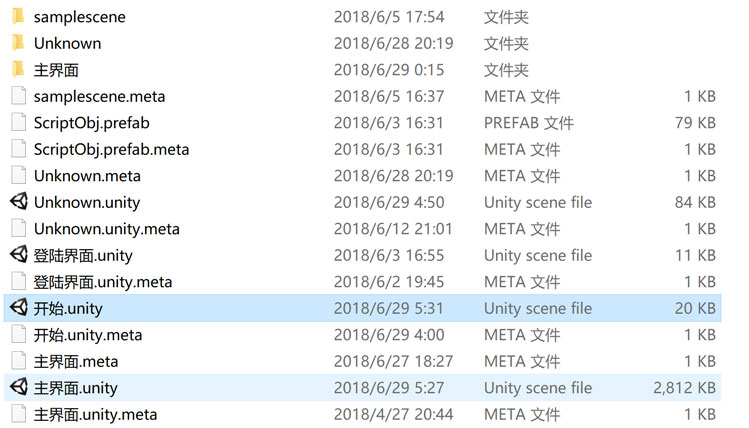 samplescene 2018/6/5 17:54 文件夹
Unknown 2018/6/28 20:19 文件夹
主界面 2018/6/29 0:15 文件夹
samplescene.meta 2018/6/5 16:37 META 文件 1 KB
ScriptObj.prefab 2018/6/3 16:31 PREFAB 文件 79 KB
ScriptObj.prefab.meta 2018/6/3 16:31 META 文件 1 KB
Unknown.meta 2018/6/28 20:19 META 文件 1 KB
Unknown.unity 2018/6/29 4:50 Unity scene file 84 KB
Unknown.unity.meta 2018/6/12 21:01 META 文件 1 KB
登陆界面.unity 2018/6/3 16:55 Unity scene file 11 KB
登陆界面.unity.meta 2018/6/2 19:45 META 文件 1 KB
开始.unity 2018/6/29 5:31 Unity scene file 20 KB
开始.unity.meta 2018/6/29 4:00 META 文件 1 KB
主界面.meta 2018/6/27 18:27 META 文件 1 KB
主界面.unity 2018/6/29 5:27 Unity scene file 2,812 KB
主界面.unity.meta 2018/4/27 20:44 META 文件 1 KB